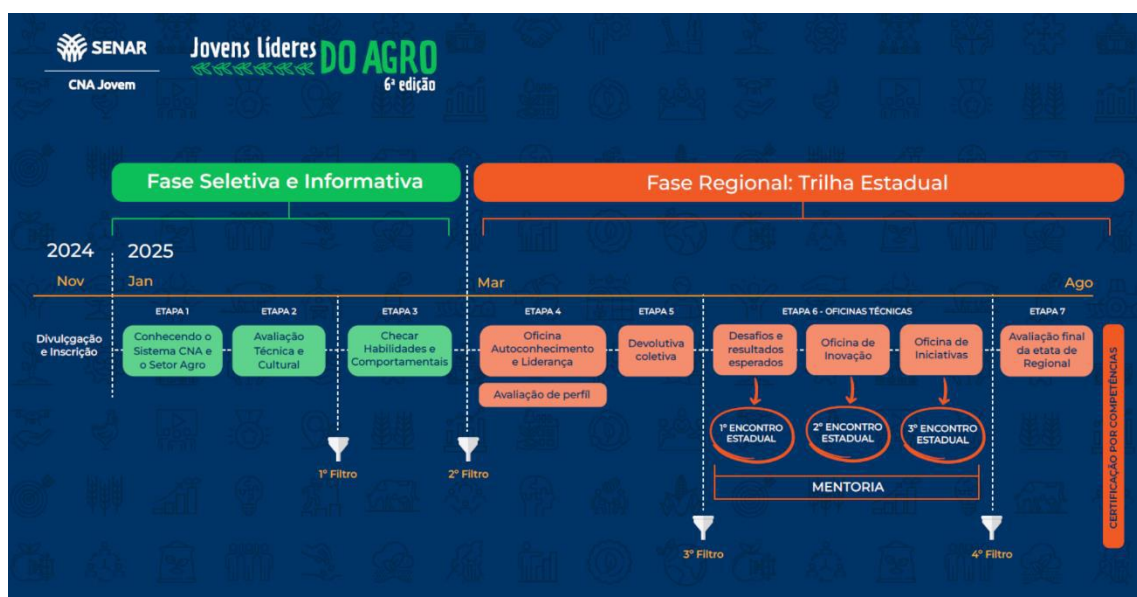 SENAR
CNA Jovem
Jovens líderes
DO AGRO
6ª edição
Fase Seletiva e Informativa
Fase Regional: Trilha Estadual
2024
2025
Nov
Jan
Mar
Ago
Divulçgação
e Inscrição
ETAPA 1
Conhecendo o
Sistema CNA e
o Setor Agro
ETAPA 2
Avaliação
Técnica e
Cultural
ETAPA 3
Checar
Habilidades e
Comportamentais
ETAPA 4
Oficina
Autoconhecimento
e Liderança
Avaliação de perfil
ETAPA 5
Devolutiva
coletiva
ETAPA 6 - OFICINAS TÉCNICAS
Desafios e
resultados
esperados
Oficina de
Inovação
Oficina de
Iniciativas
ETAPA 7
Avaliação final
da etata de
Regional
1º ENCONTRO
ESTADUAL
2º ENCONTRO
ESTADUAL
3º ENCONTRO
ESTADUAL
MENTORIA
1º Filtro
2º Filtro
3º Filtro
4º Filtro
CERTIFICAÇÃO POR COMPETÊNCIAS